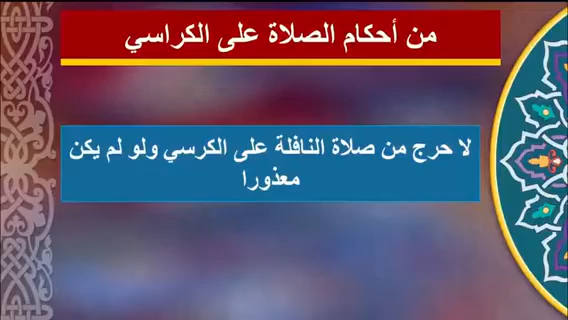 من أحكام الصلاة على الكراسي
لا حرج من صلاة النافلة على الكرسي ولو لم يكن
معذورا